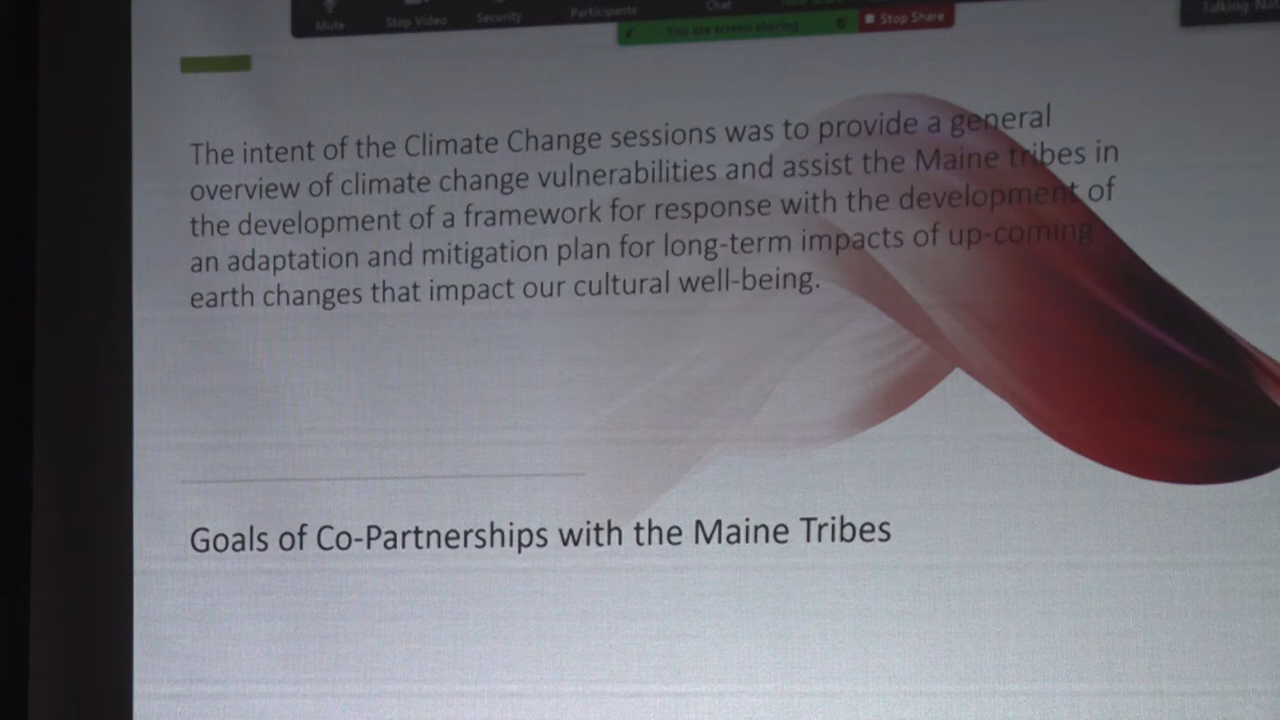 Mute Stop Video Security Participants Chat
You are screen sharing Stop Share
Talking:
The intent of the Climate Change sessions was to provide a general
overview of climate change vulnerabilities and assist the Maine tribes in
the development of a framework for response with the development of
an adaptation and mitigation plan for long-term impacts of up-coming
earth changes that impact our cultural well-being.
Goals of Co-Partnerships with the Maine Tribes